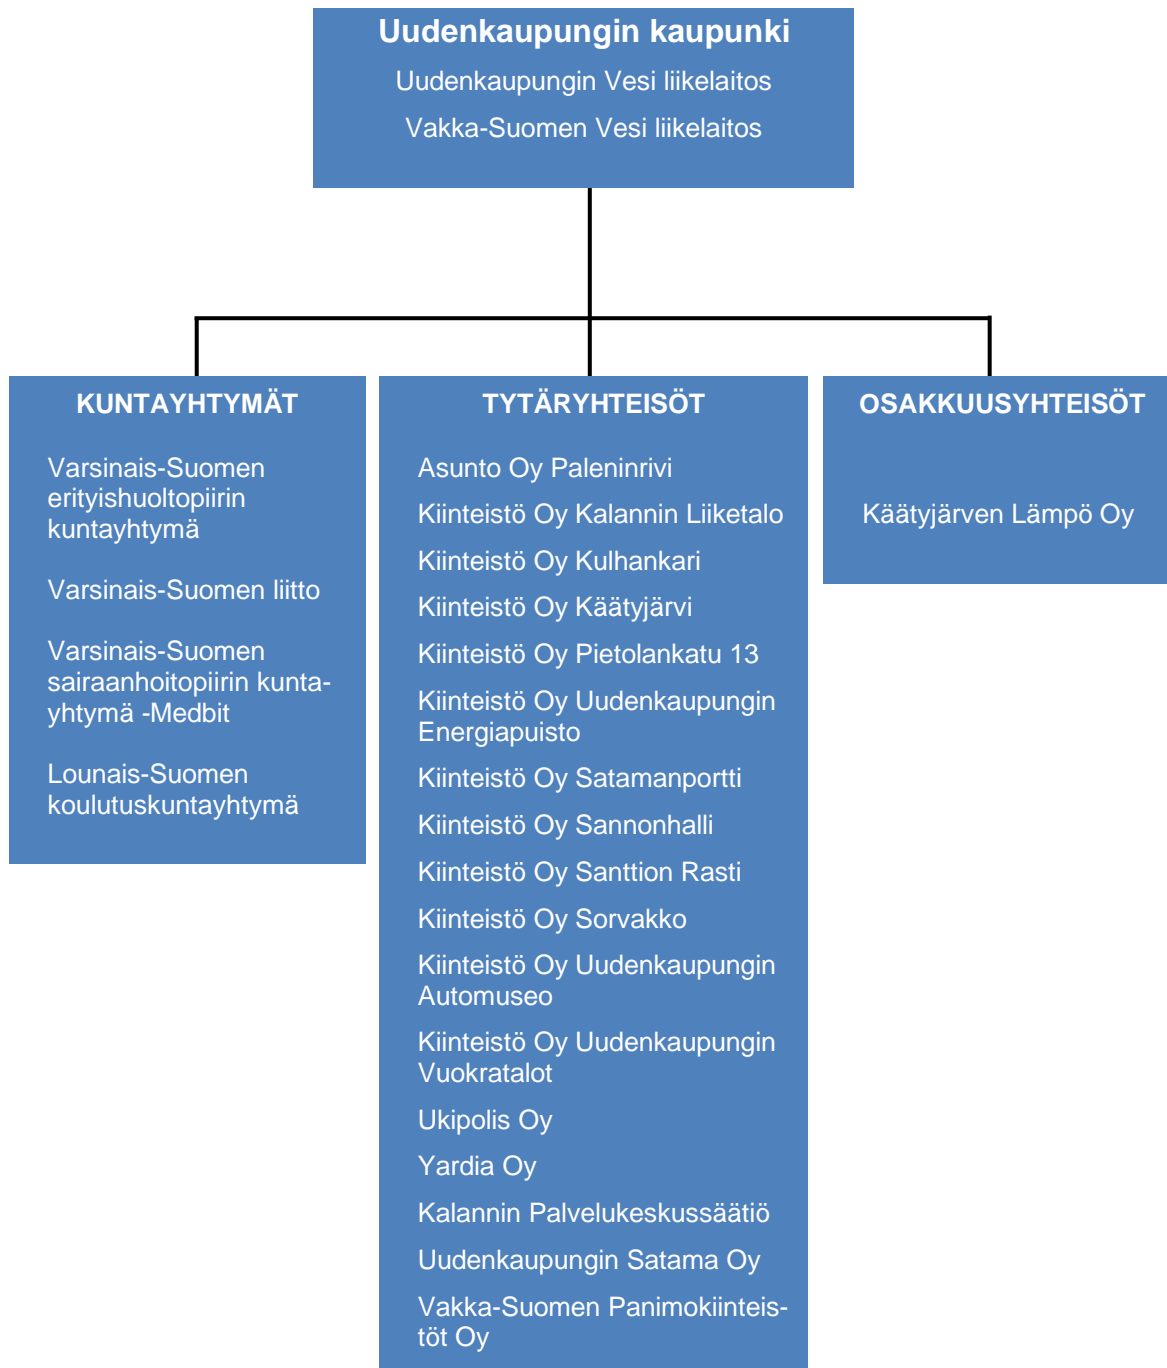 Uudenkaupungin kaupunki
Uudenkaupungin Vesi liikelaitos
Vakka-Suomen Vesi liikelaitos
KUNTAYHTYMÄT
Varsinais-Suomen
erityishuoltopiirin
kuntayhtymä
Varsinais-Suomen liitto
Varsinais-Suomen
sairaanhoitopiirin kunta-
yhtymä -Medbit
Lounais-Suomen
koulutuskuntayhtymä
TYTÄRYHTEISÖT
Asunto Oy Paleninrivi
Kiinteistö Oy Kalannin Liiketalo
Kiinteistö Oy Kulhankari
Kiinteistö Oy Käätyjärvi
Kiinteistö Oy Pietolankatu 13
Kiinteistö Oy Uudenkaupungin
Energiapuisto
Kiinteistö Oy Satamanportti
Kiinteistö Oy Sannonhalli
Kiinteistö Oy Santtion Rasti
Kiinteistö Oy Sorvakko
Kiinteistö Oy Uudenkaupungin
Automuseo
Kiinteistö Oy Uudenkaupungin
Vuokratalot
Ukipolis Oy
Yardia Oy
Kalannin Palvelukeskussäätiö
Uudenkaupungin Satama Oy
Vakka-Suomen Panimokiinteis-
töt Oy
OSAKKUUSYHTEISÖT
Käätyjärven Lämpö Oy